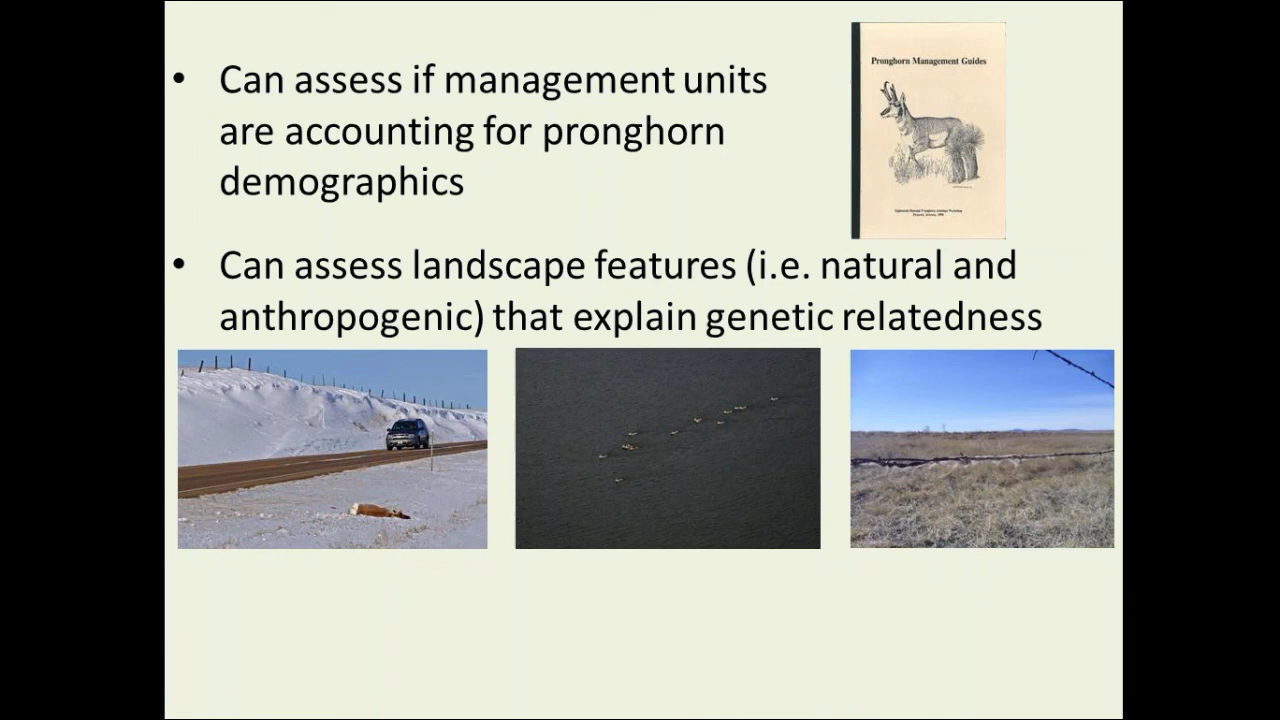 • Can assess if management units
are accounting for pronghorn
demographics
Pronghorn Management Guides
• Can assess landscape features (i.e. natural and
anthropogenic) that explain genetic relatedness